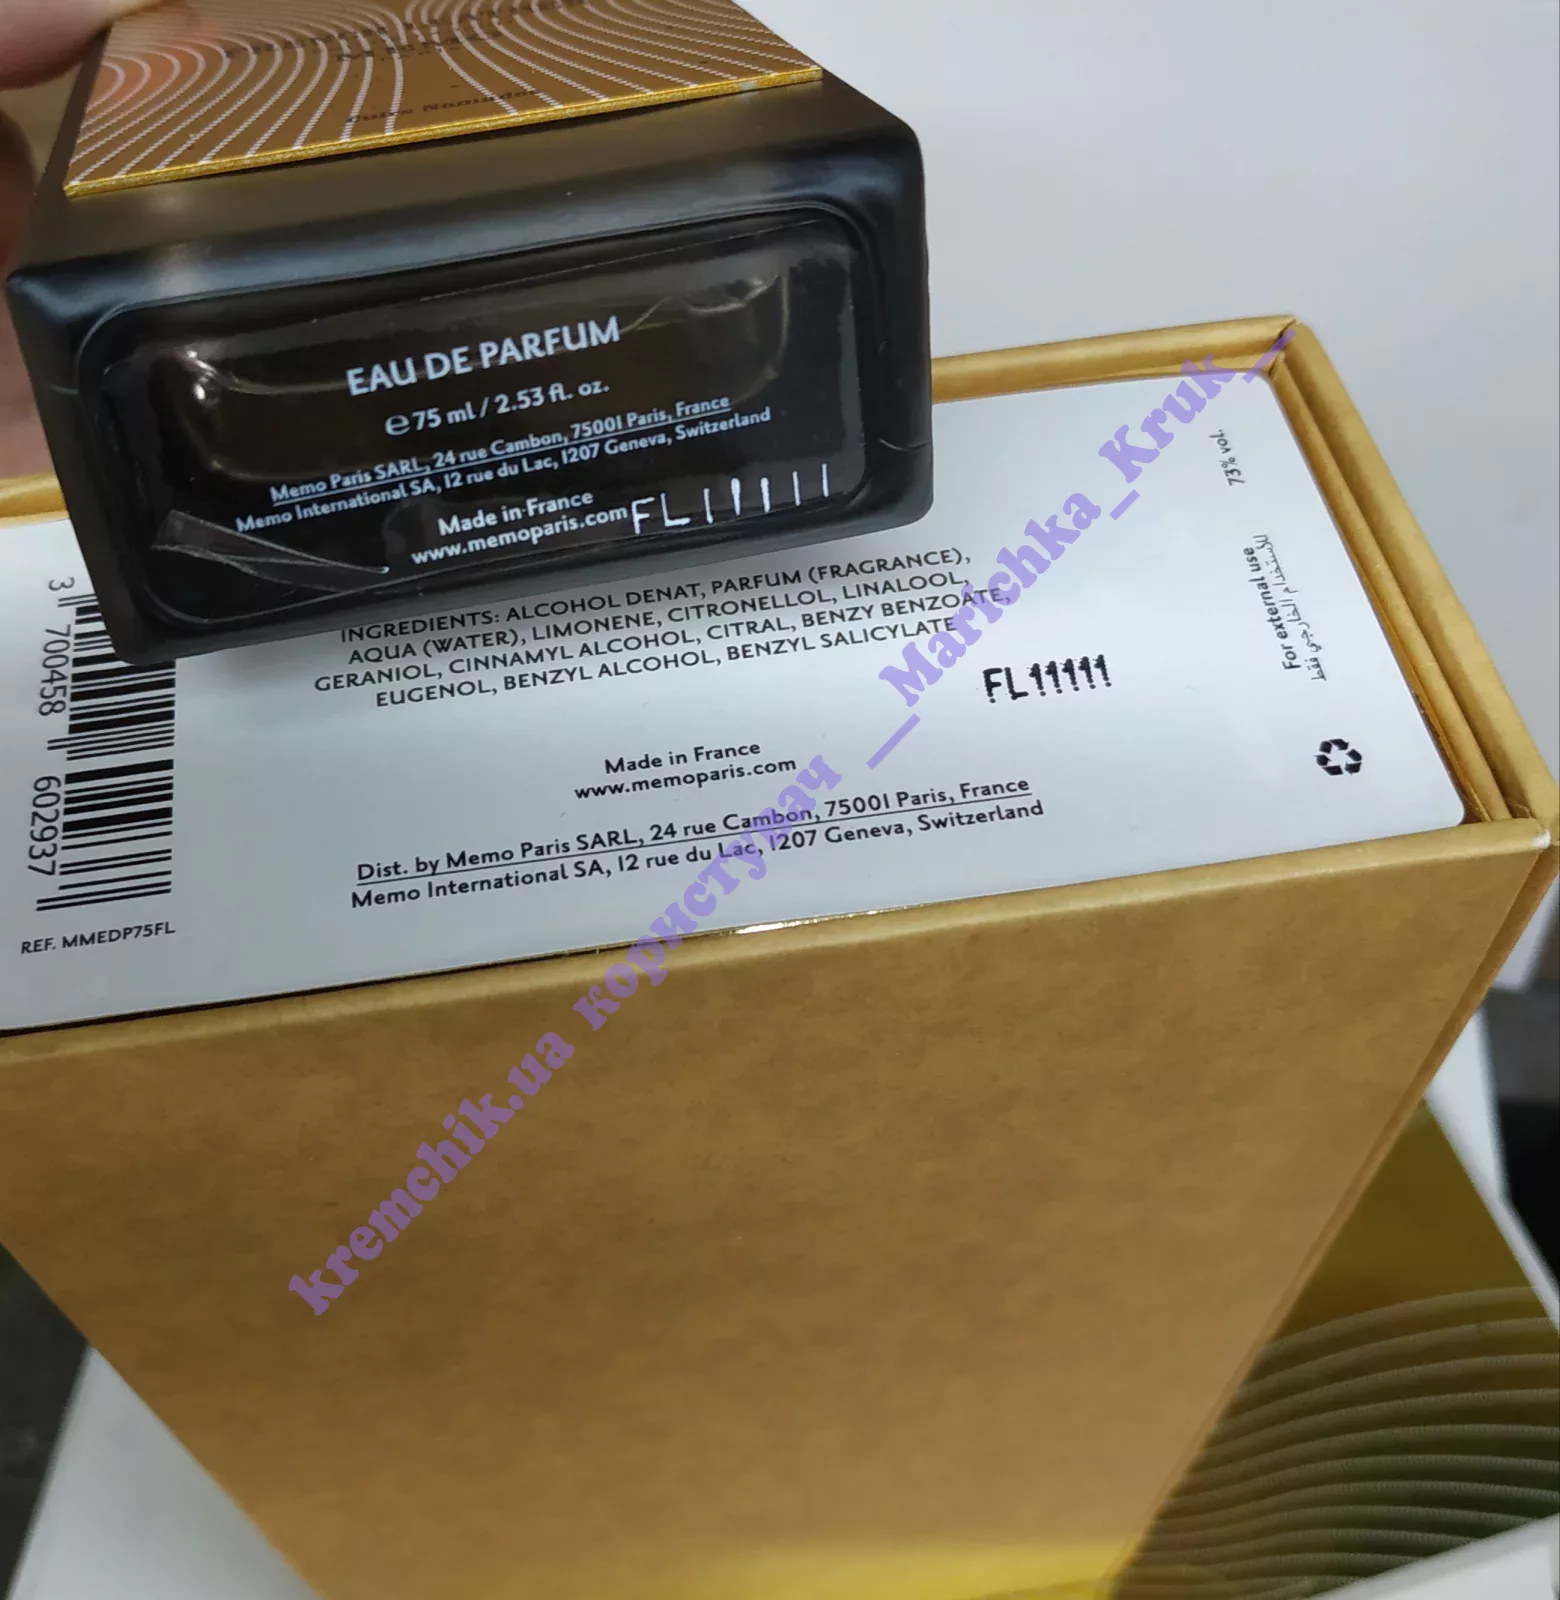 FRENCH LEATHER
MEMO
Cuirs Nomades
EAU DE PARFUM
℮ 75 ml / 2.53 fl. oz.
Memo Paris SARL, 24 rue Cambon, 75001 Paris, France
Memo International SA, 12 rue du Lac, 1207 Geneva, Switzerland
Made in France
www.memoparis.com FL11111
INGREDIENTS: ALCOHOL DENAT, PARFUM (FRAGRANCE),
AQUA (WATER), LIMONENE, CITRONELLOL, LINALOOL,
GERANIOL, CINNAMYL ALCOHOL, CITRAL, BENZY BENZOATE,
EUGENOL, BENZYL ALCOHOL, BENZYL SALICYLATE
FL11111
Made in France
www.memoparis.com
Dist. by Memo Paris SARL, 24 rue Cambon, 75001 Paris, France
Memo International SA, 12 rue du Lac, 1207 Geneva, Switzerland
3 700458 602937
REF. MMEDP75FL
73% vol.
For external use
للاستخدام الخارجي فقط
kremchik.ua користувач __Marichka_Kruk__